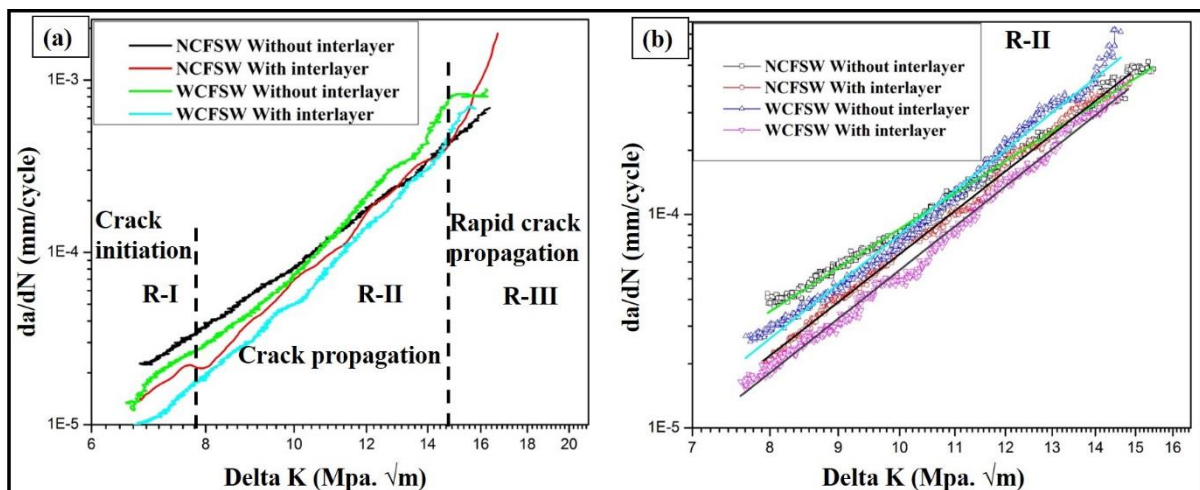 (a)
NCFSW Without interlayer
NCFSW With interlayer
WCFSW Without interlayer
WCFSW With interlayer
1E-3
1E-4
1E-5
da/dN (mm/cycle)
Crack
initiation
R-I
R-II
Crack propagation
Rapid crack
propagation
R-III
6
8
10
12
14
16
18
20
Delta K (Mpa. √m)
(b)
R-II
NCFSW Without interlayer
NCFSW With interlayer
WCFSW Without interlayer
WCFSW With interlayer
1E-4
1E-5
da/dN (mm/cycle)
7
8
9
10
11
12
13
14
15
16
Delta K (Mpa. √m)